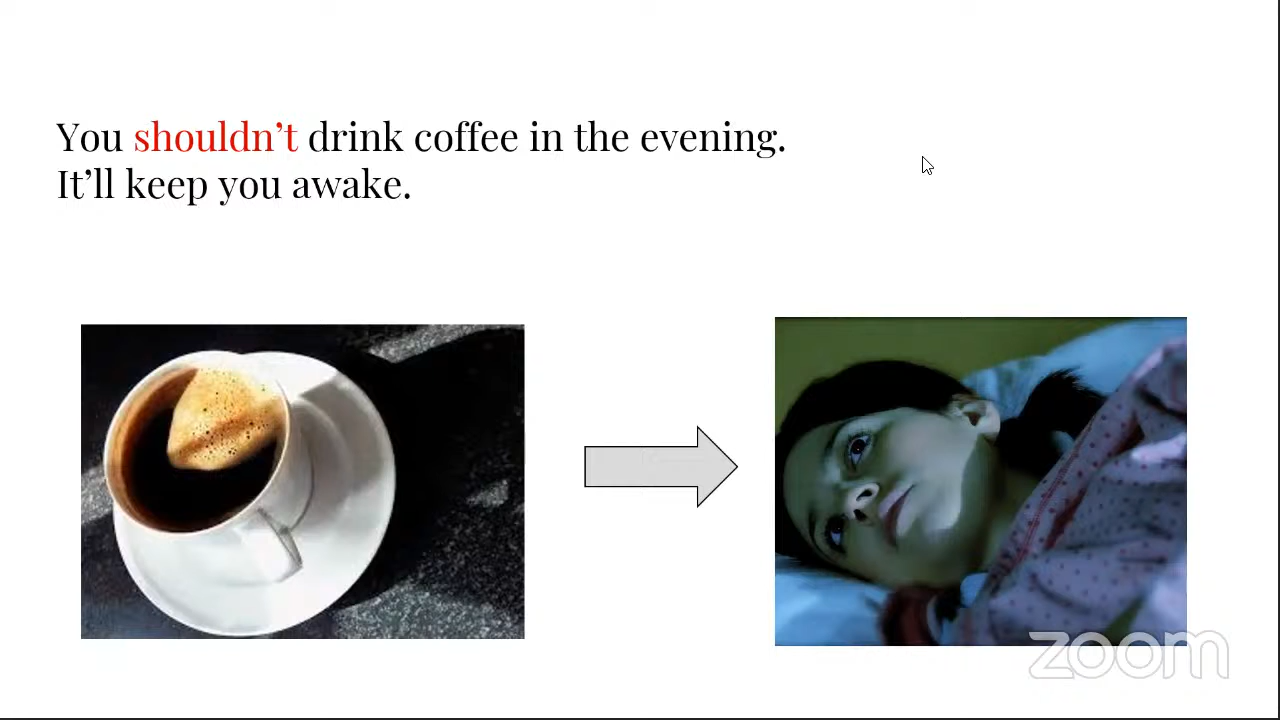 You shouldn’t drink coffee in the evening.
It’ll keep you awake.
zoom